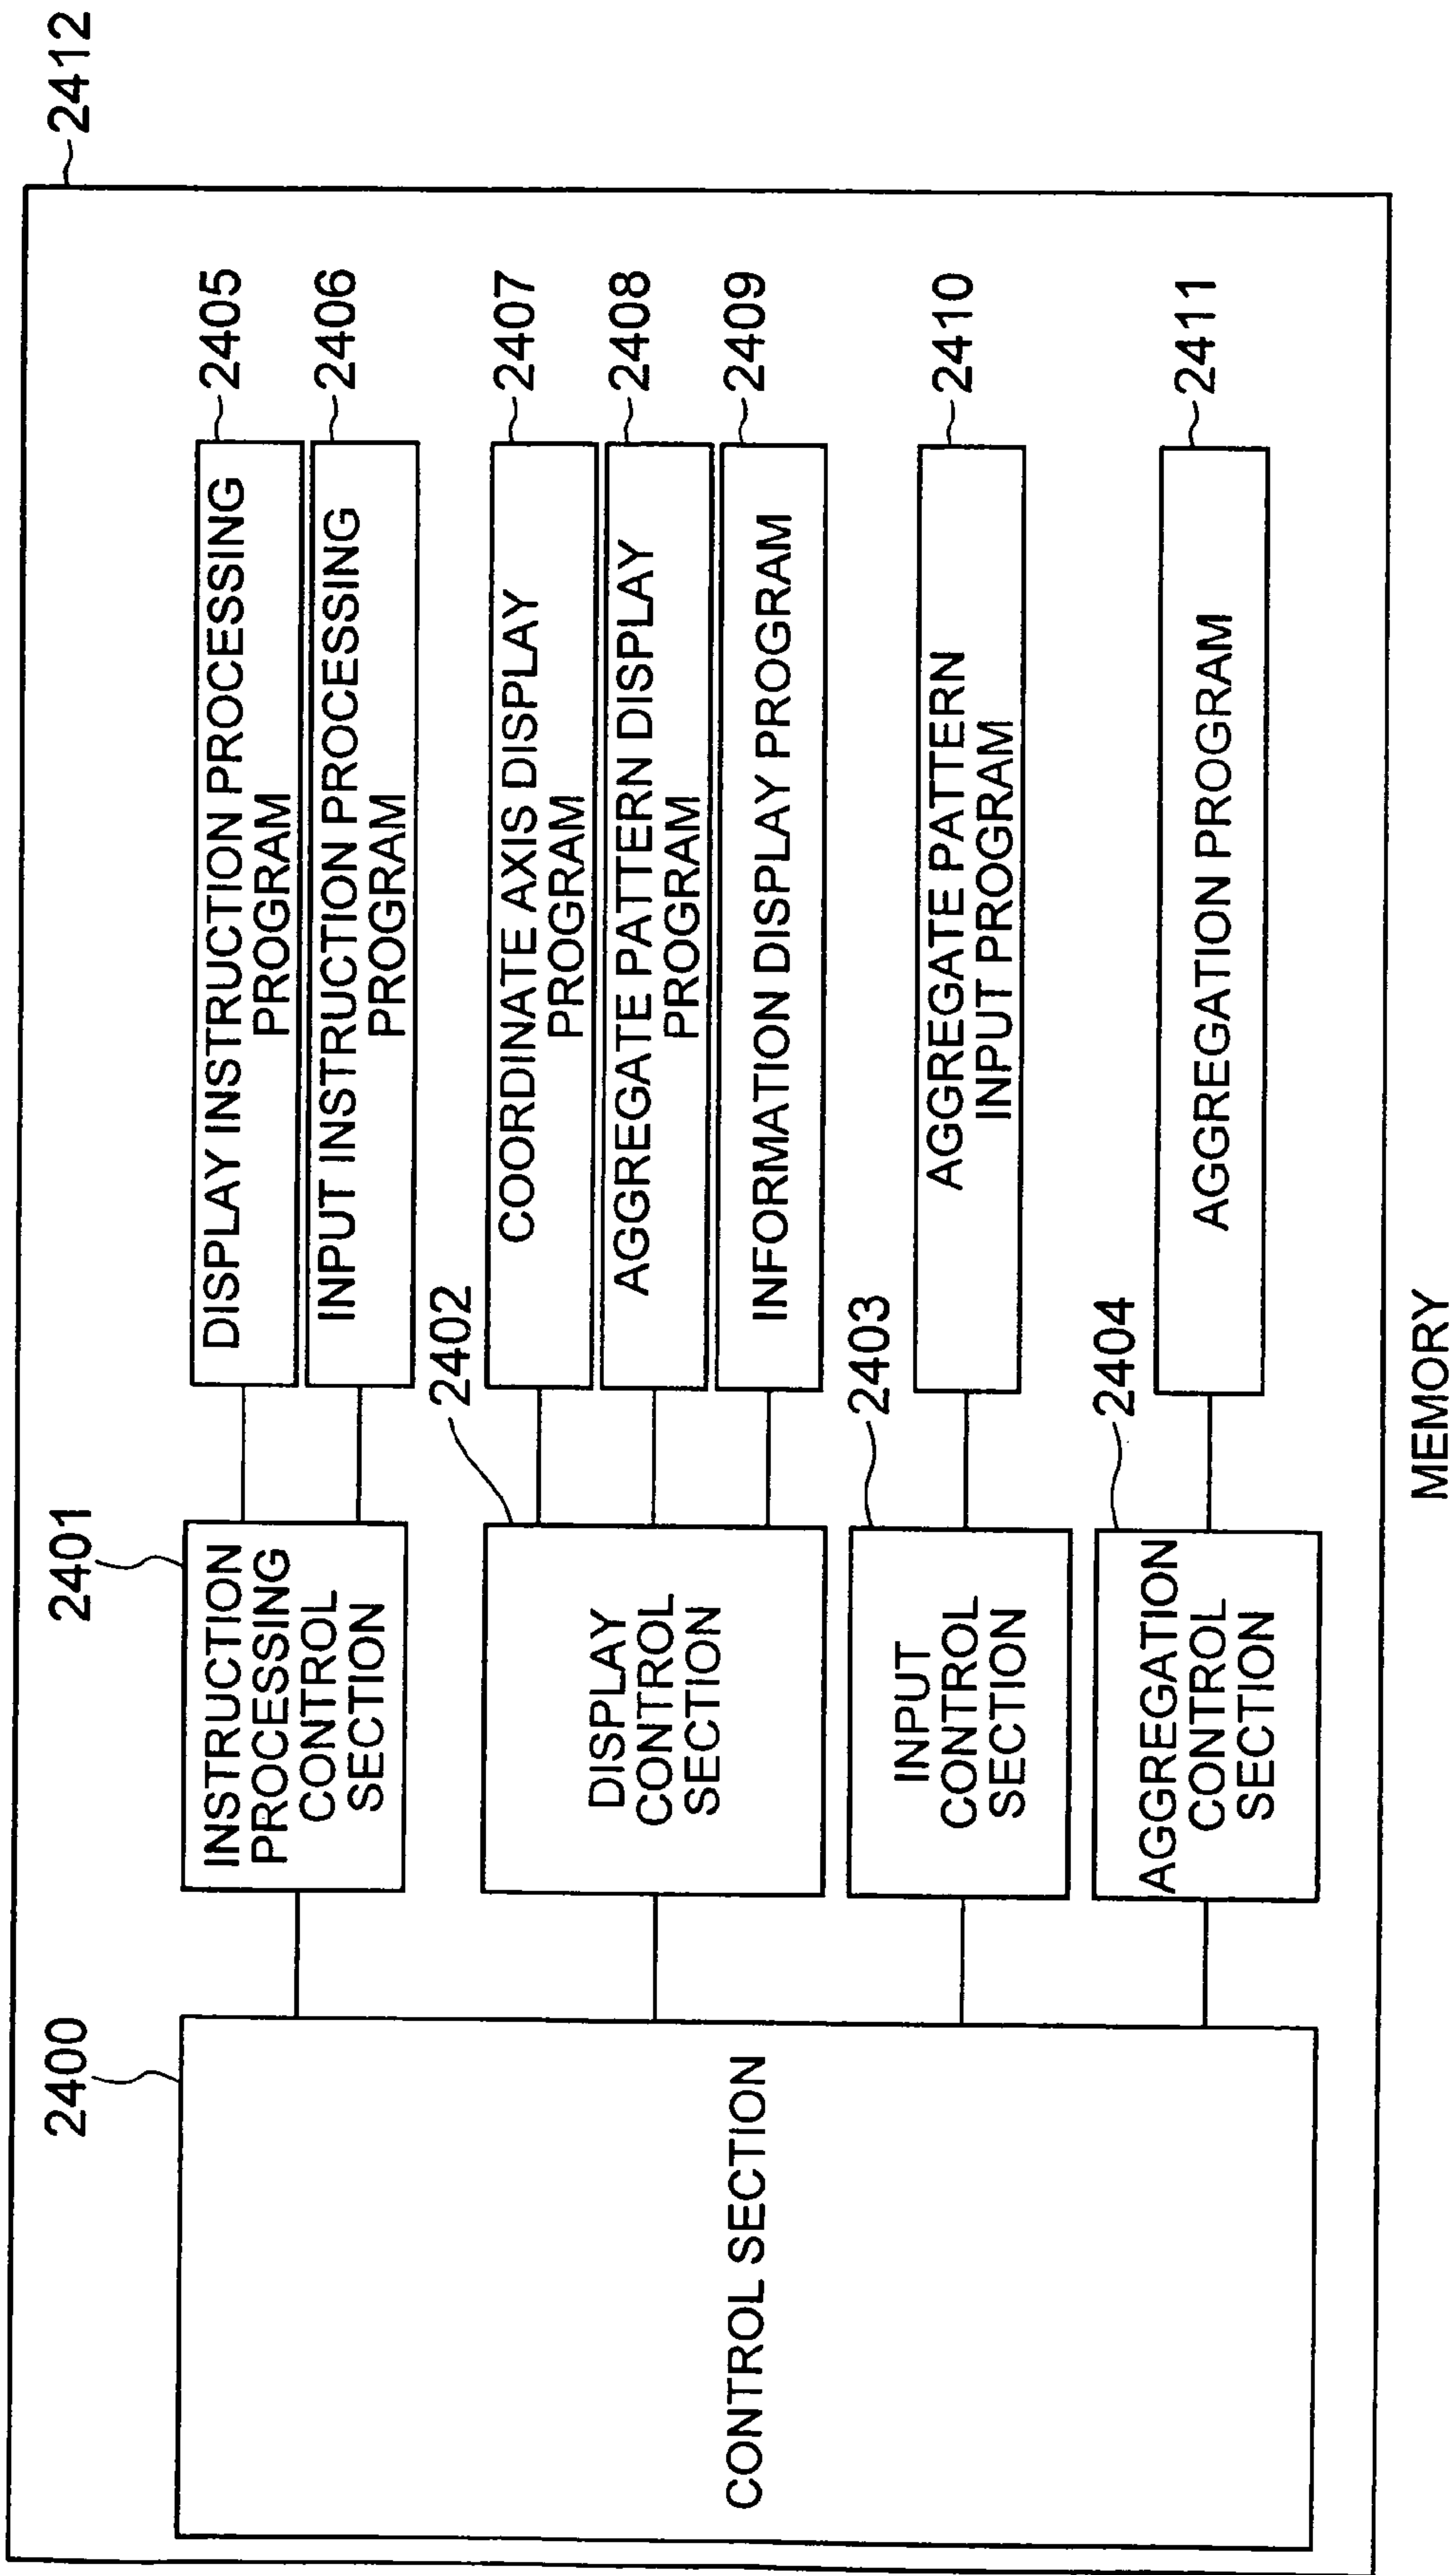 2412
2400
CONTROL SECTION
2401
INSTRUCTION
PROCESSING
CONTROL
SECTION
DISPLAY INSTRUCTION PROCESSING
PROGRAM
2405
INPUT INSTRUCTION PROCESSING
PROGRAM
2406
2402
DISPLAY
CONTROL
SECTION
COORDINATE AXIS DISPLAY
PROGRAM
2407
AGGREGATE PATTERN DISPLAY
PROGRAM
2408
INFORMATION DISPLAY PROGRAM
2409
2403
INPUT
CONTROL
SECTION
AGGREGATE PATTERN
INPUT PROGRAM
2410
2404
AGGREGATION
CONTROL
SECTION
AGGREGATION PROGRAM
2411
MEMORY